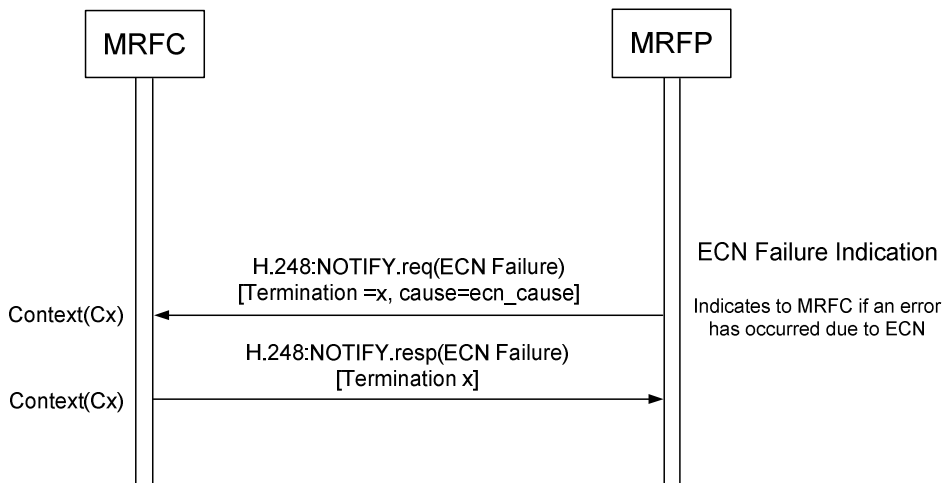 MRFC
MRFP
ECN Failure Indication
H.248:NOTIFY.req(ECN Failure)
[Termination =x, cause=ecn_cause]
Indicates to MRFC if an error
has occurred due to ECN
Context(Cx)
H.248:NOTIFY.resp(ECN Failure)
[Termination x]
Context(Cx)